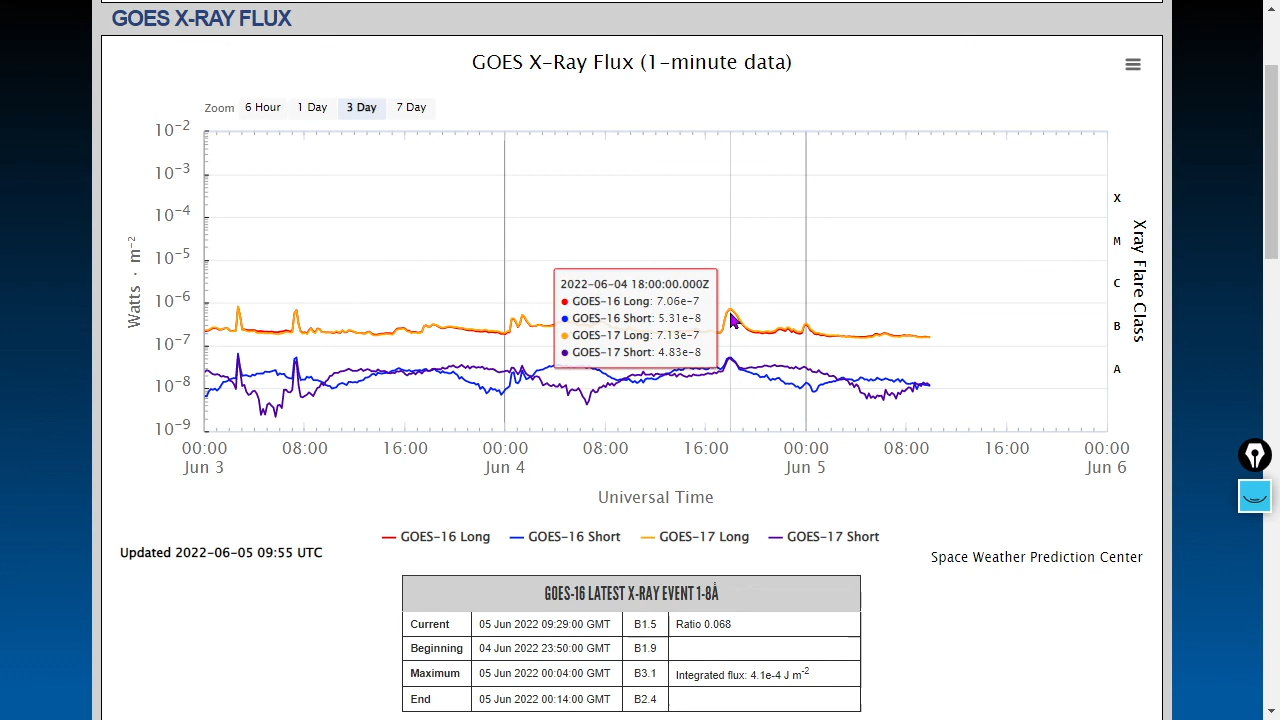 GOES X-RAY FLUX
GOES X-Ray Flux (1-minute data)
Zoom 6 Hour 1 Day 3 Day 7 Day
10-2
10-3
10-4
10-5
10-6
10-7
10-8
10-9
Watts · m-2
X
M
C
B
A
Xray Flare Class
2022-06-04 18:00:00.000Z
GOES-16 Long: 7.06e-7
GOES-16 Short: 5.31e-8
GOES-17 Long: 7.13e-7
GOES-17 Short: 4.83e-8
00:00 08:00 16:00 00:00 08:00 16:00 00:00 08:00 16:00 00:00
Jun 3 Jun 4 Jun 5 Jun 6
Universal Time
GOES-16 Long GOES-16 Short GOES-17 Long GOES-17 Short
Updated 2022-06-05 09:55 UTC
Space Weather Prediction Center
GOES-16 LATEST X-RAY EVENT 1-8Å
Current 05 Jun 2022 09:29:00 GMT B1.5 Ratio 0.068
Beginning 04 Jun 2022 23:50:00 GMT B1.9
Maximum 05 Jun 2022 00:04:00 GMT B3.1 Integrated flux: 4.1e-4 J m-2
End 05 Jun 2022 00:14:00 GMT B2.4